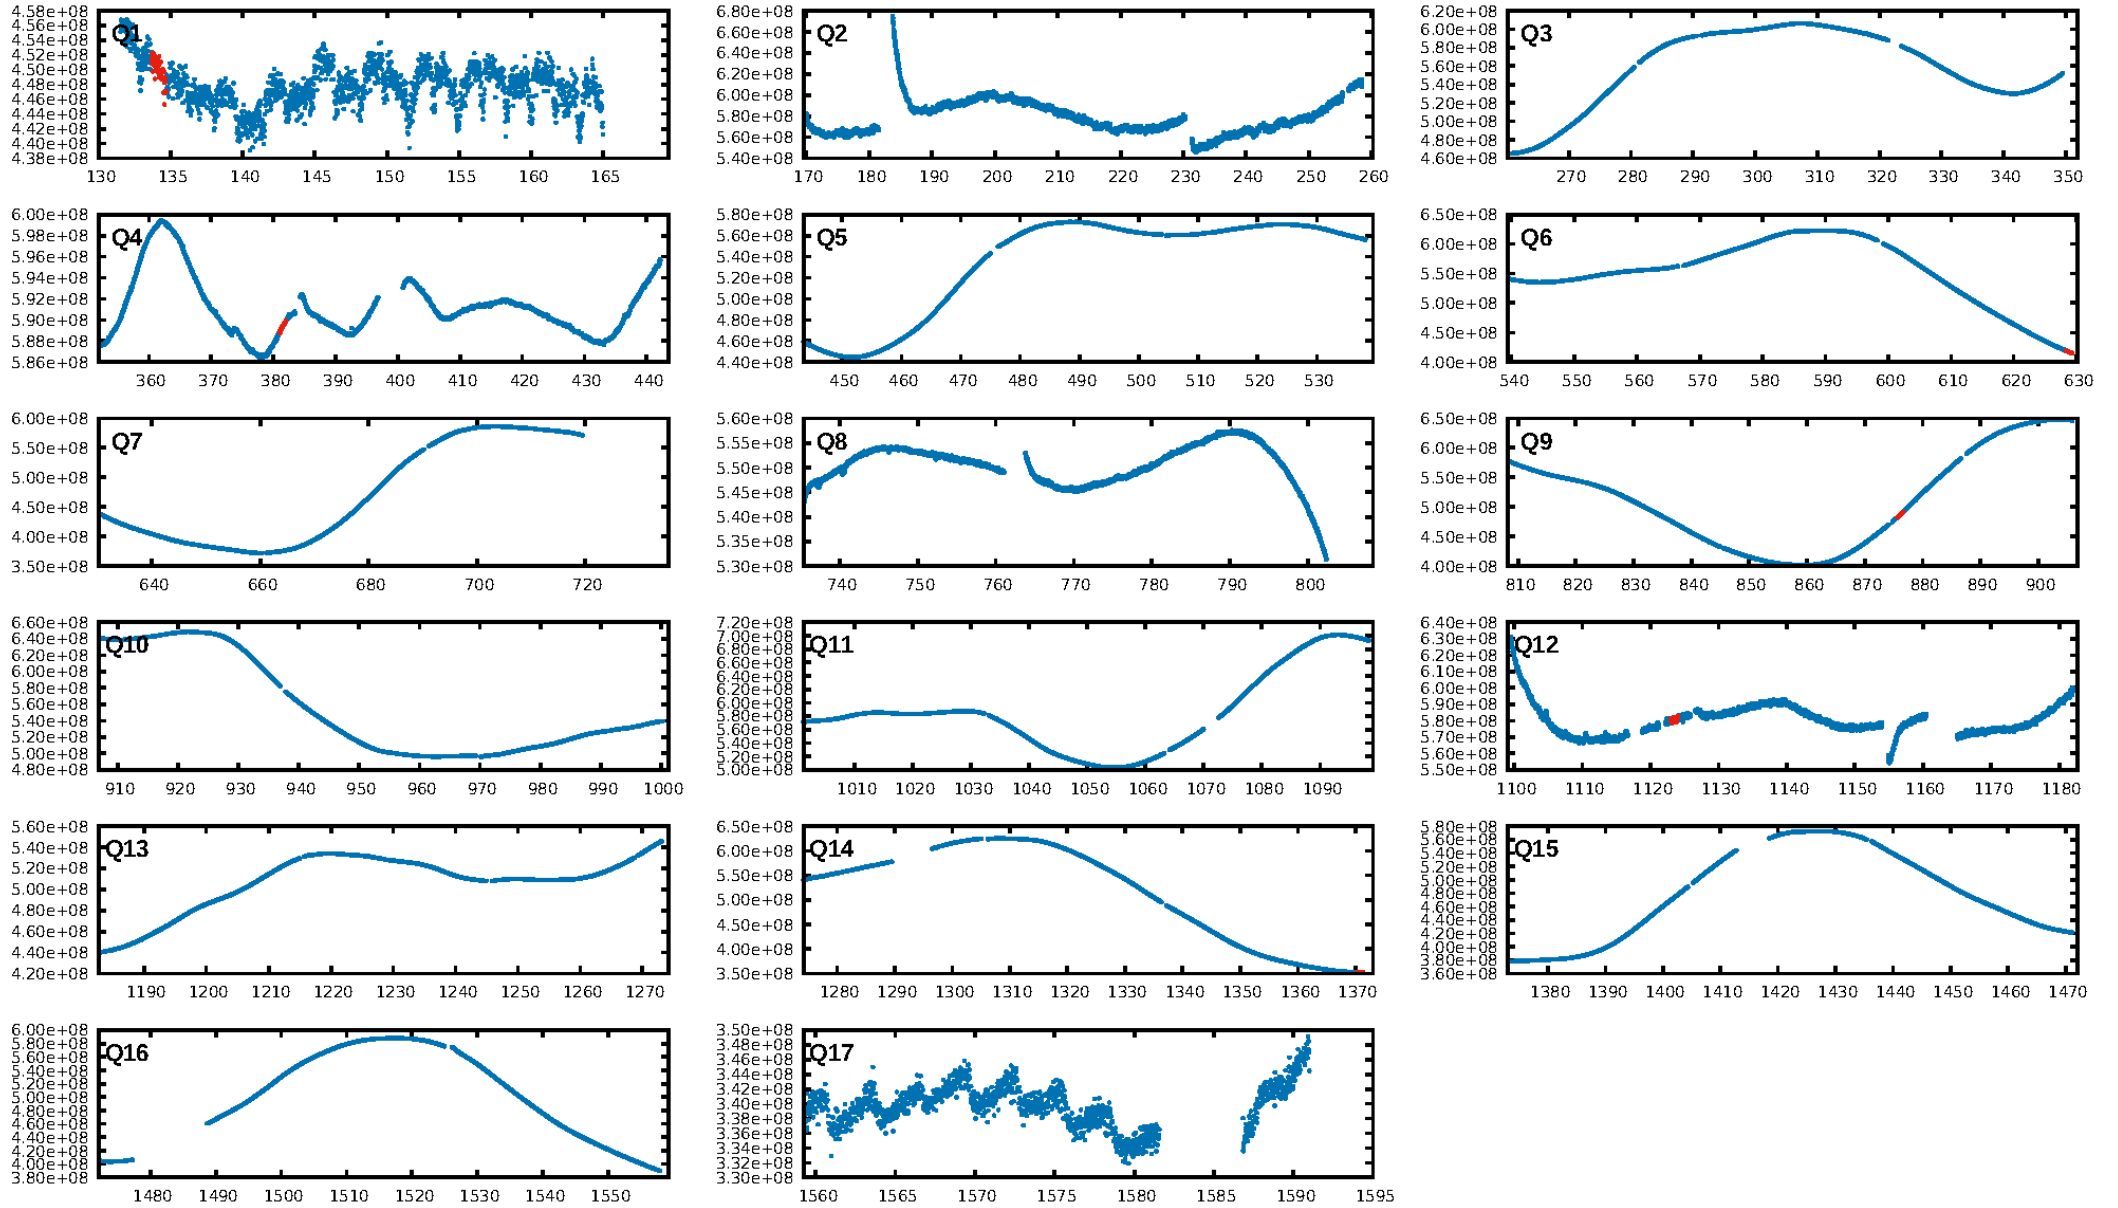 Q1
4.58e+08
4.56e+08
4.54e+08
4.52e+08
4.50e+08
4.48e+08
4.46e+08
4.44e+08
4.42e+08
4.40e+08
4.38e+08
130 135 140 145 150 155 160 165
Q2
6.80e+08
6.60e+08
6.40e+08
6.20e+08
6.00e+08
5.80e+08
5.60e+08
5.40e+08
170 180 190 200 210 220 230 240 250 260
Q3
6.20e+08
6.00e+08
5.80e+08
5.60e+08
5.40e+08
5.20e+08
5.00e+08
4.80e+08
4.60e+08
270 280 290 300 310 320 330 340 350
Q4
6.00e+08
5.98e+08
5.96e+08
5.94e+08
5.92e+08
5.90e+08
5.88e+08
5.86e+08
360 370 380 390 400 410 420 430 440
Q5
5.80e+08
5.60e+08
5.40e+08
5.20e+08
5.00e+08
4.80e+08
4.60e+08
4.40e+08
450 460 470 480 490 500 510 520 530
Q6
6.50e+08
6.00e+08
5.50e+08
5.00e+08
4.50e+08
4.00e+08
540 550 560 570 580 590 600 610 620 630
Q7
6.00e+08
5.50e+08
5.00e+08
4.50e+08
4.00e+08
3.50e+08
640 660 680 700 720
Q8
5.60e+08
5.55e+08
5.50e+08
5.45e+08
5.40e+08
5.35e+08
5.30e+08
740 750 760 770 780 790 800
Q9
6.50e+08
6.00e+08
5.50e+08
5.00e+08
4.50e+08
4.00e+08
810 820 830 840 850 860 870 880 890 900
Q10
6.60e+08
6.40e+08
6.20e+08
6.00e+08
5.80e+08
5.60e+08
5.40e+08
5.20e+08
5.00e+08
4.80e+08
910 920 930 940 950 960 970 980 990 1000
Q11
7.20e+08
7.00e+08
6.80e+08
6.60e+08
6.40e+08
6.20e+08
6.00e+08
5.80e+08
5.60e+08
5.40e+08
5.20e+08
5.00e+08
1010 1020 1030 1040 1050 1060 1070 1080 1090
Q12
6.40e+08
6.30e+08
6.20e+08
6.10e+08
6.00e+08
5.90e+08
5.80e+08
5.70e+08
5.60e+08
5.50e+08
1100 1110 1120 1130 1140 1150 1160 1170 1180
Q13
5.60e+08
5.40e+08
5.20e+08
5.00e+08
4.80e+08
4.60e+08
4.40e+08
4.20e+08
1190 1200 1210 1220 1230 1240 1250 1260 1270
Q14
6.50e+08
6.00e+08
5.50e+08
5.00e+08
4.50e+08
4.00e+08
3.50e+08
1280 1290 1300 1310 1320 1330 1340 1350 1360 1370
Q15
5.80e+08
5.60e+08
5.40e+08
5.20e+08
5.00e+08
4.80e+08
4.60e+08
4.40e+08
4.20e+08
4.00e+08
3.80e+08
3.60e+08
1380 1390 1400 1410 1420 1430 1440 1450 1460 1470
Q16
6.00e+08
5.80e+08
5.60e+08
5.40e+08
5.20e+08
5.00e+08
4.80e+08
4.60e+08
4.40e+08
4.20e+08
4.00e+08
3.80e+08
1480 1490 1500 1510 1520 1530 1540 1550
Q17
3.50e+08
3.48e+08
3.46e+08
3.44e+08
3.42e+08
3.40e+08
3.38e+08
3.36e+08
3.34e+08
3.32e+08
3.30e+08
1560 1565 1570 1575 1580 1585 1590 1595